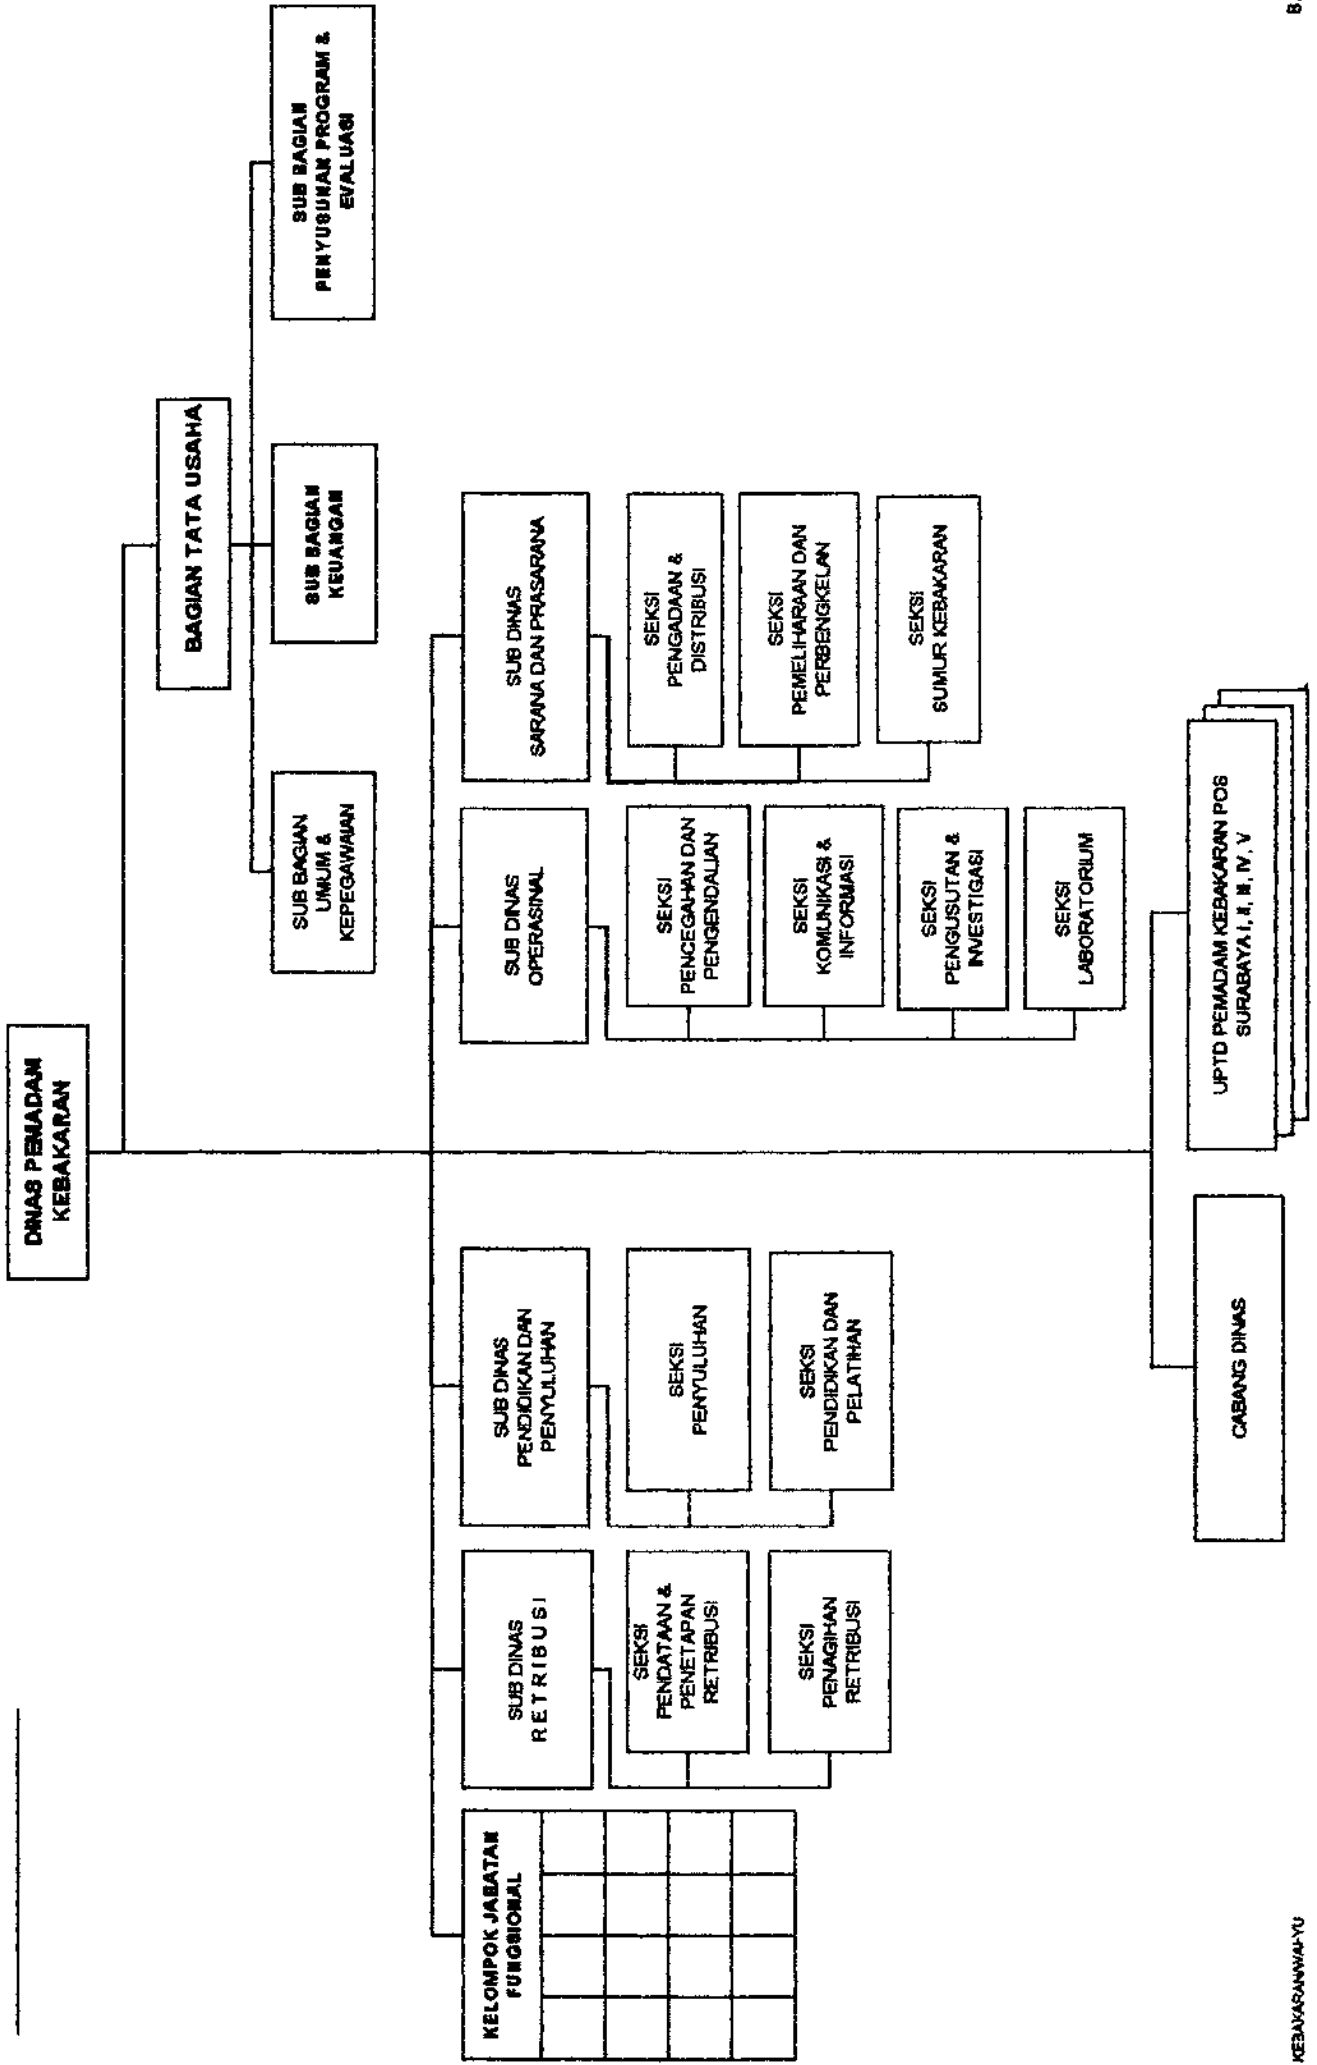 DINAS PEMADAM
KEBAKARAN
BAGIAN TATA USAHA
SUB BAGIAN
UMUM &
KEPEGAWAIAN
SUB BAGIAN
KEUANGAN
SUB BAGIAN
PENYUSUNAN PROGRAM &
EVALUASI
KELOMPOK JABATAN
FUNGSIONAL
SUB DINAS
R E T R I B U S I
SEKSI
PENDATAAN &
PENETAPAN
RETRIBUSI
SEKSI
PENAGIHAN
RETRIBUSI
SUB DINAS
PENDIDIKAN DAN
PENYULUHAN
SEKSI
PENYULUHAN
SEKSI
PENDIDIKAN DAN
PELATIHAN
SUB DINAS
OPERASINAL
SEKSI
PENCEGAHAN DAN
PENGENDALIAN
SEKSI
KOMUNIKASI &
INFORMASI
SEKSI
PENGUSUTAN &
INVESTIGASI
SEKSI
LABORATORIUM
SUB DINAS
SARANA DAN PRASARANA
SEKSI
PENGADAAN &
DISTRIBUSI
SEKSI
PEMELIHARAAN DAN
PERBENGKELAN
SEKSI
SUMUR KEBAKARAN
CABANG DINAS
UPTD PEMADAM KEBAKARAN POS
SURABAYA I, II, III, IV, V